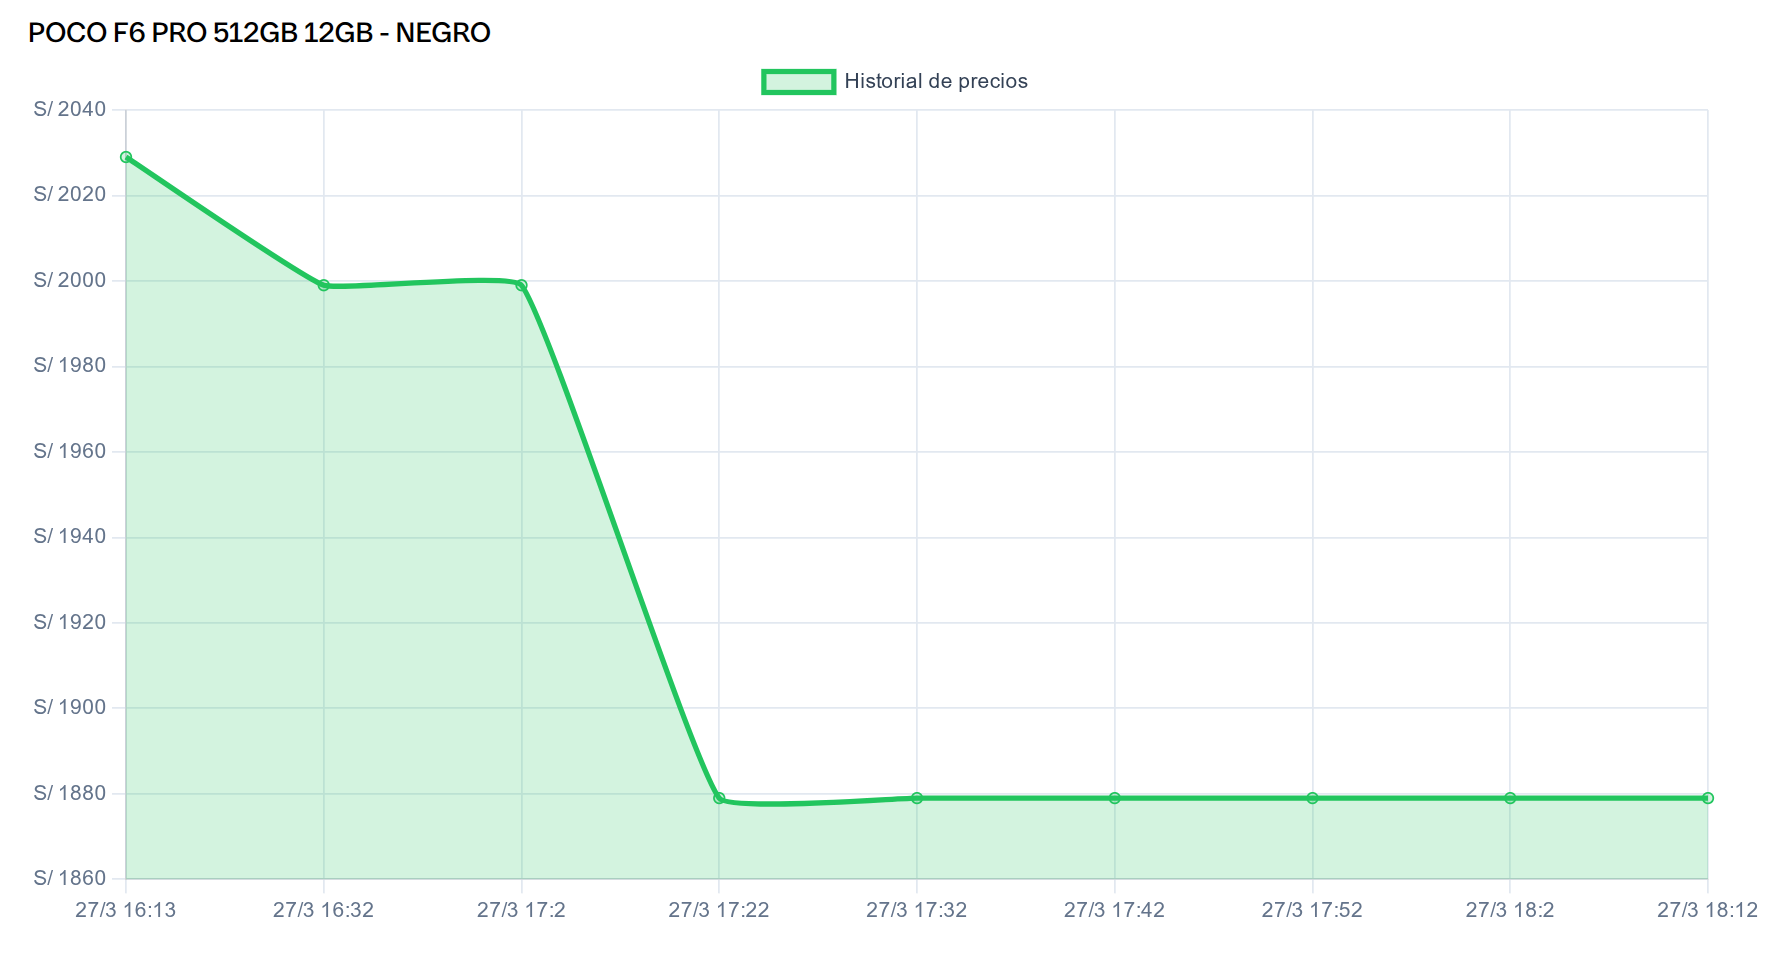 POCO F6 PRO 512GB 12GB - NEGRO
Historial de precios
S/ 2040
S/ 2020
S/ 2000
S/ 1980
S/ 1960
S/ 1940
S/ 1920
S/ 1900
S/ 1880
S/ 1860
27/3 16:13 27/3 16:32 27/3 17:2 27/3 17:22 27/3 17:32 27/3 17:42 27/3 17:52 27/3 18:2 27/3 18:12